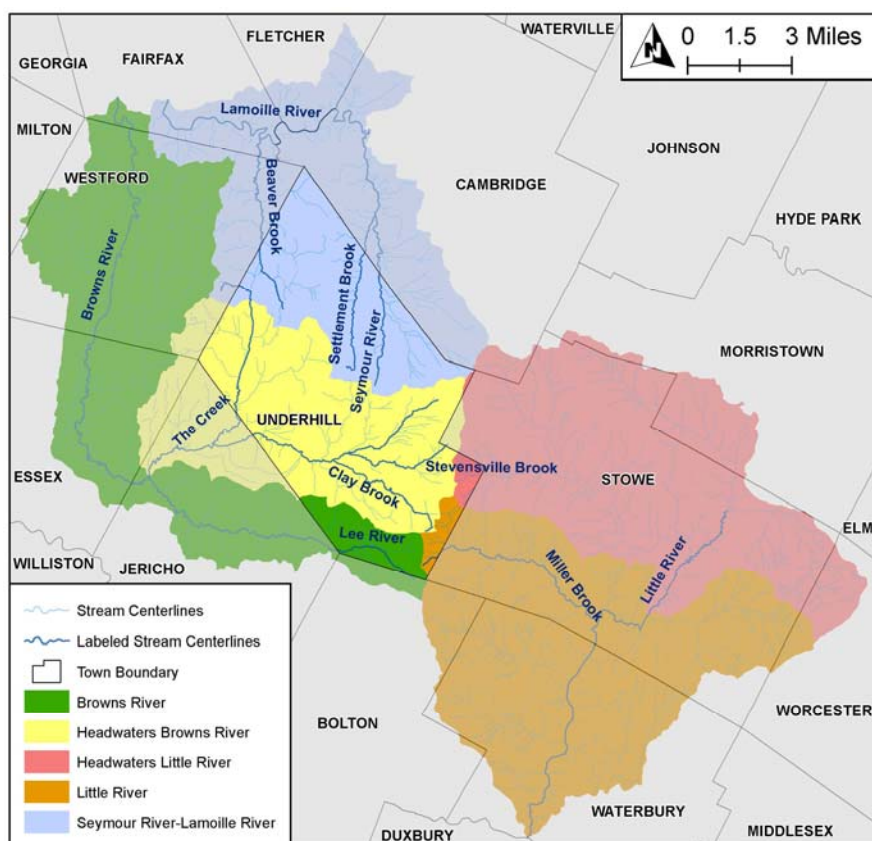 FLETCHER
WATERVILLE
N
0 1.5 3 Miles
FAIRFAX
GEORGIA
Lamoille River
MILTON
JOHNSON
WESTFORD
Beaver Brook
CAMBRIDGE
HYDE PARK
Browns River
Settlement Brook
Seymour River
MORRISTOWN
The Creek
UNDERHILL
Stevensville Brook
ESSEX
Clay Brook
STOWE
ELM
Lee River
WILLISTON
JERICHO
Miller Brook
Little River
Stream Centerlines
Labeled Stream Centerlines
Town Boundary
Browns River
Headwaters Browns River
Headwaters Little River
Little River
Seymour River-Lamoille River
BOLTON
WORCESTER
WATERBURY
DUXBURY
MIDDLESEX